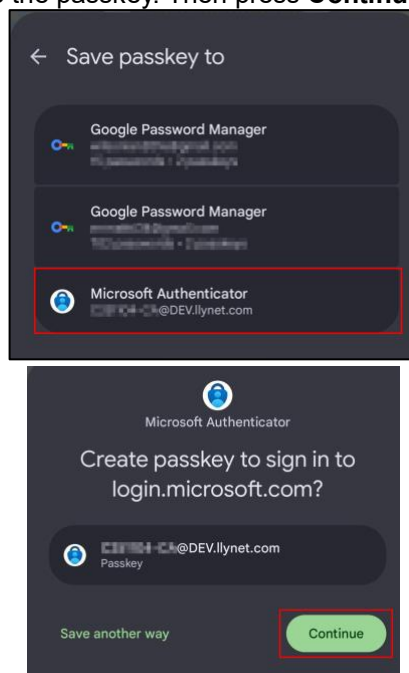 the passkey. Then press Continu
Save passkey to
Google Password Manager
Google Password Manager
Microsoft Authenticator
@DEV.llynet.com
Microsoft Authenticator
Create passkey to sign in to
login.microsoft.com?
@DEV.llynet.com
Passkey
Save another way
Continue